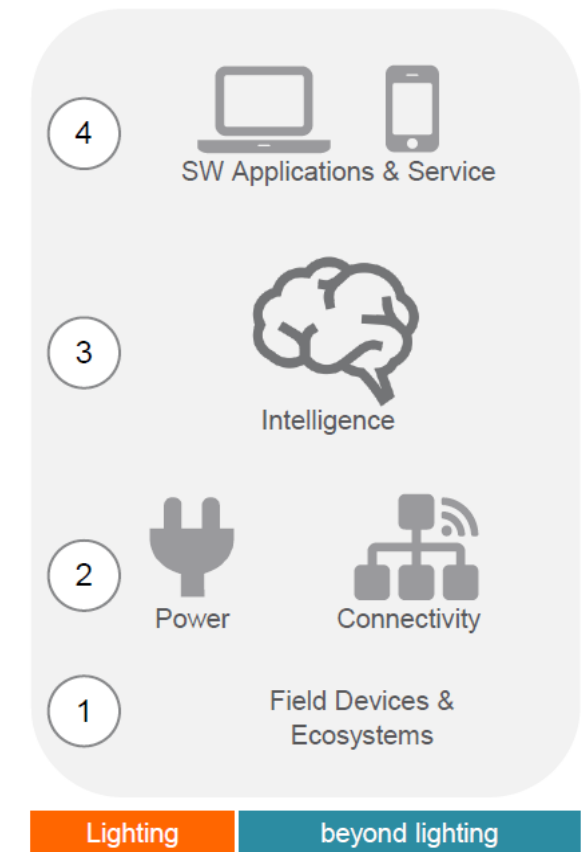 4
SW Applications & Service
3
Intelligence
2
Power
Connectivity
1
Field Devices &
Ecosystems
Lighting
beyond lighting